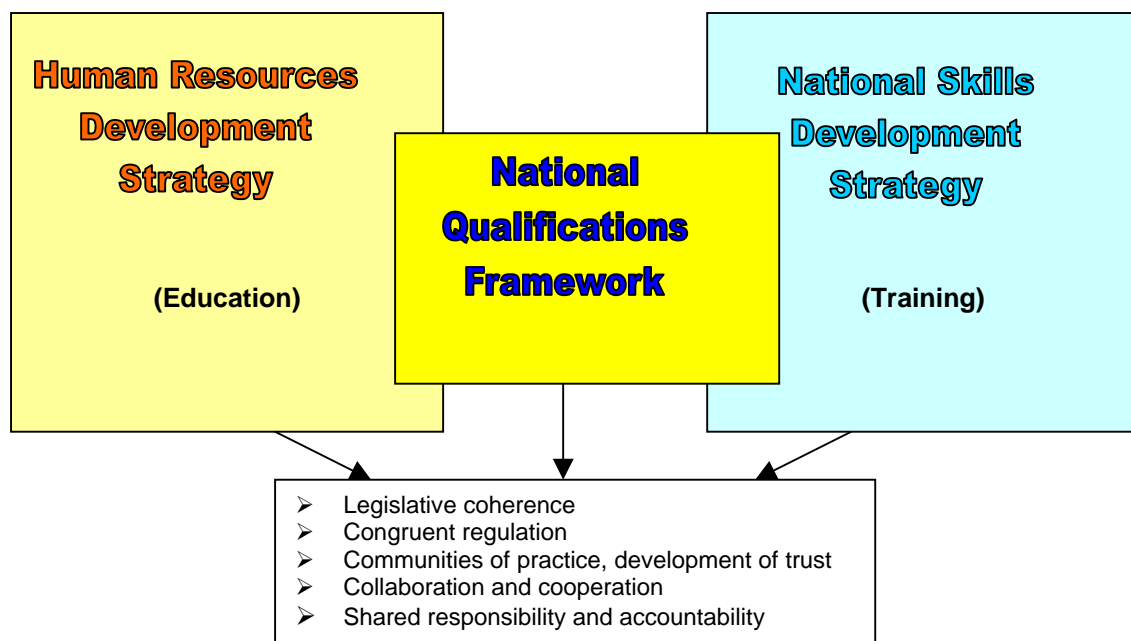 Human Resources
Development
Strategy
(Education)
National
Qualifications
Framework
National Skills
Development
Strategy
(Training)
➢ Legislative coherence
➢ Congruent regulation
➢ Communities of practice, development of trust
➢ Collaboration and cooperation
➢ Shared responsibility and accountability